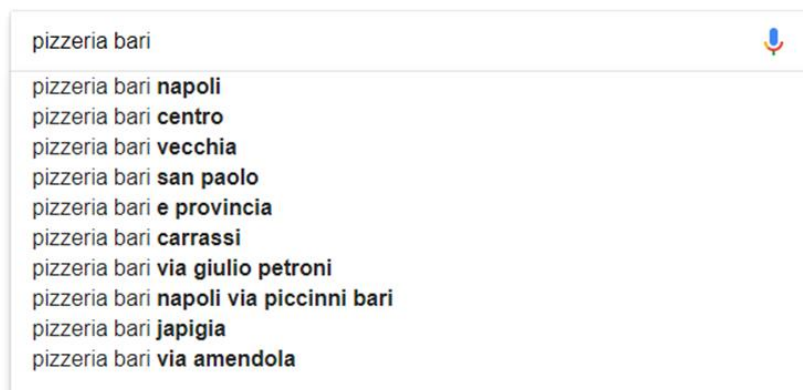 pizzeria bari
pizzeria bari napoli
pizzeria bari centro
pizzeria bari vecchia
pizzeria bari san paolo
pizzeria bari e provincia
pizzeria bari carrassi
pizzeria bari via giulio petroni
pizzeria bari napoli via piccinni bari
pizzeria bari japigia
pizzeria bari via amendola